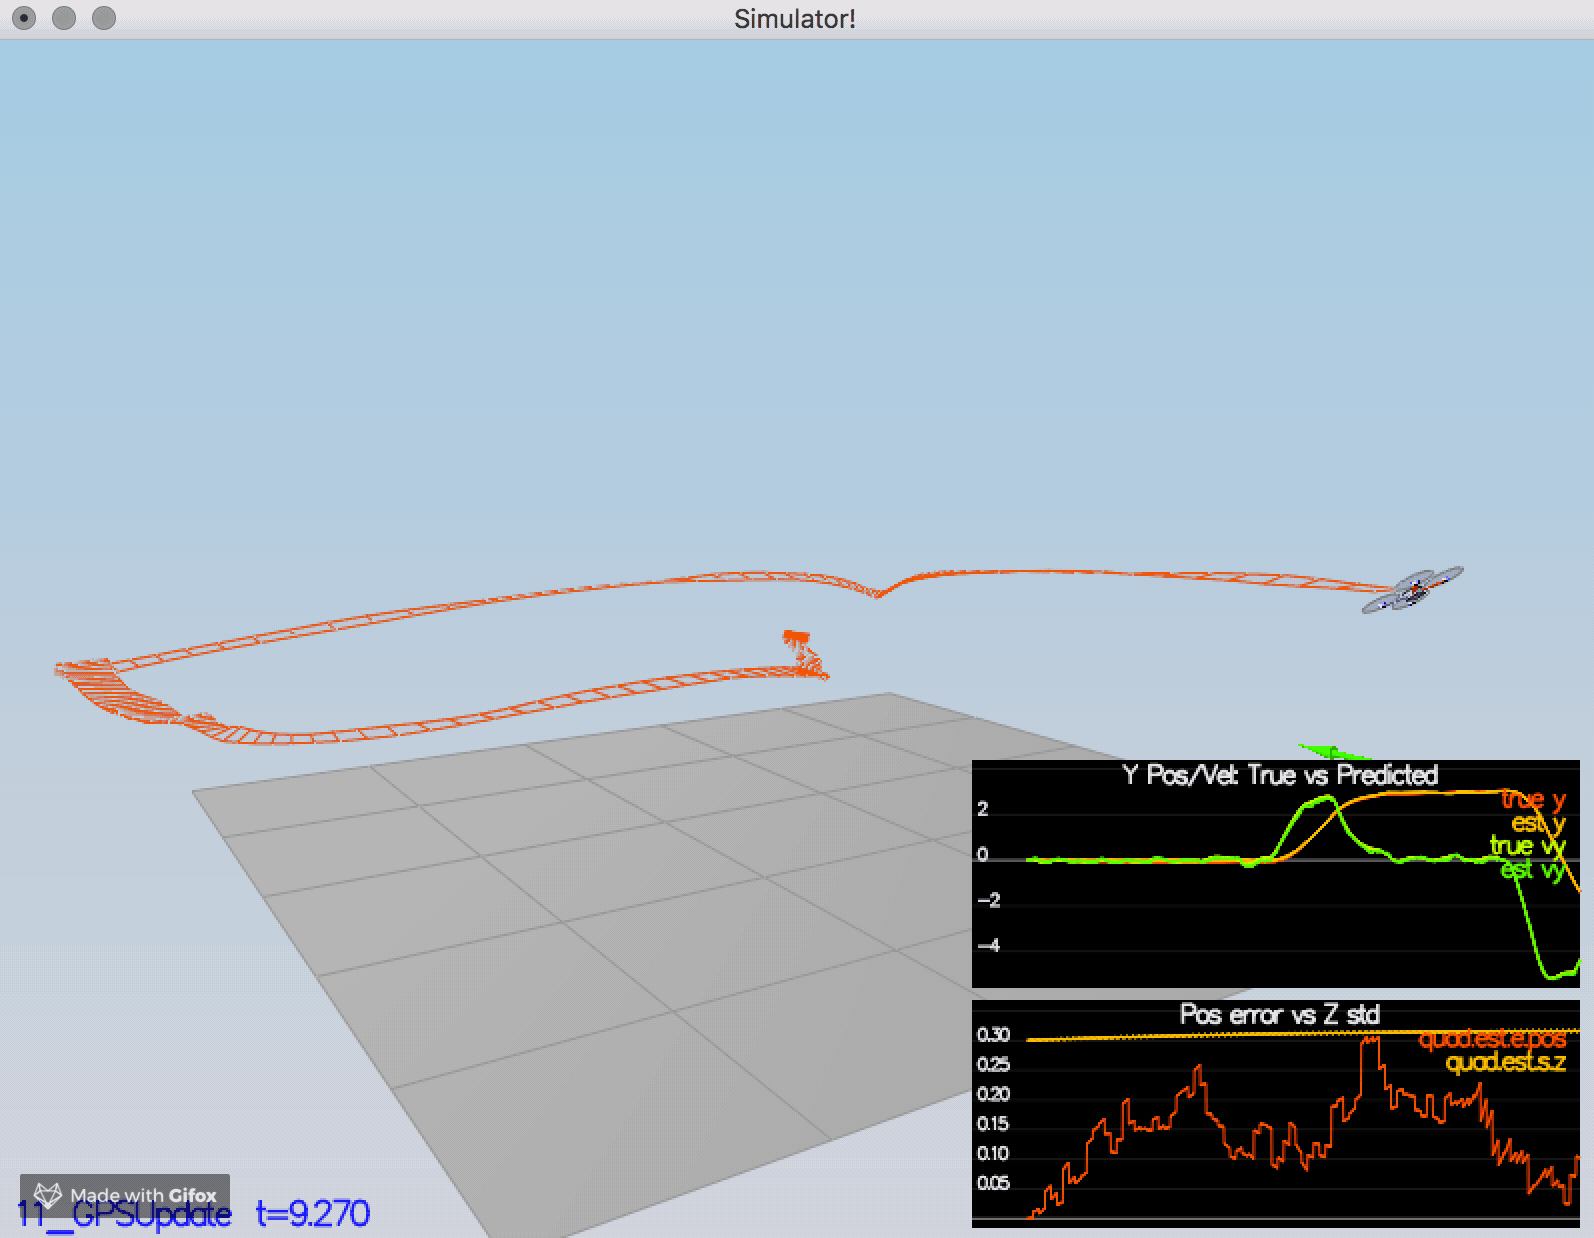 Simulator!
Y Pos/Vel: True vs Predicted
2
0
-2
-4
true y
est y
true vy
est vy
Pos error vs Z std
0.30
0.25
0.20
0.15
0.10
0.05
quad.est.e.pos
quad.est.s.z
Made with Gifox
11_GPSUpdate t=9.270